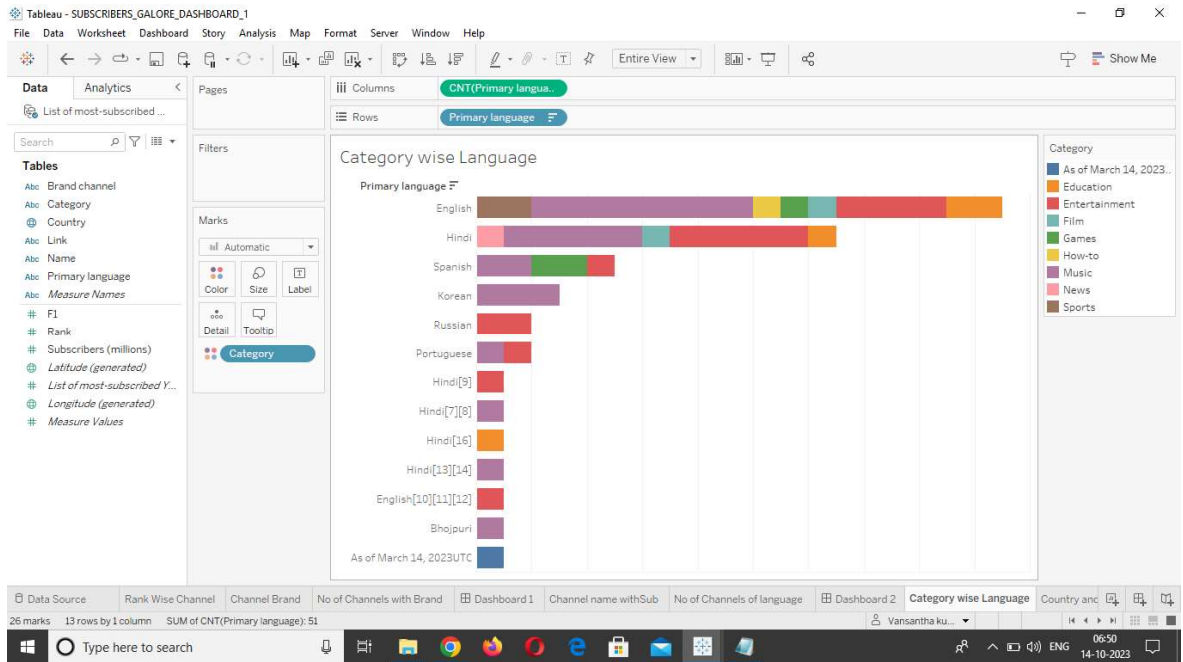 Tableau - SUBSCRIBERS_GALORE_DASHBOARD_1
File Data Worksheet Dashboard Story Analysis Map Format Server Window Help
Entire View
Show Me
Data Analytics
List of most-subscribed ...
Search
Tables
Abc Brand channel
Abc Category
Country
Abc Link
Abc Name
Abc Primary language
Abc Measure Names
# F1
# Rank
# Subscribers (millions)
Latitude (generated)
# List of most-subscribed Y...
Longitude (generated)
# Measure Values
Pages
Filters
Marks
Automatic
Color Size Label
Detail Tooltip
Category
Columns CNT(Primary langua..
Rows Primary language
Category wise Language
Primary language
English
Hindi
Spanish
Korean
Russian
Portuguese
Hindi[9]
Hindi[7][8]
Hindi[16]
Hindi[13][14]
English[10][11][12]
Bhojpuri
As of March 14, 2023UTC
Category
As of March 14, 2023..
Education
Entertainment
Film
Games
How-to
Music
News
Sports
Data Source Rank Wise Channel Channel Brand No of Channels with Brand Dashboard 1 Channel name withSub No of Channels of language Dashboard 2 Category wise Language Country and
26 marks 13 rows by 1 column SUM of CNT(Primary language): 51 Vansantha ku...
Type here to search
ENG
06:50
14-10-2023